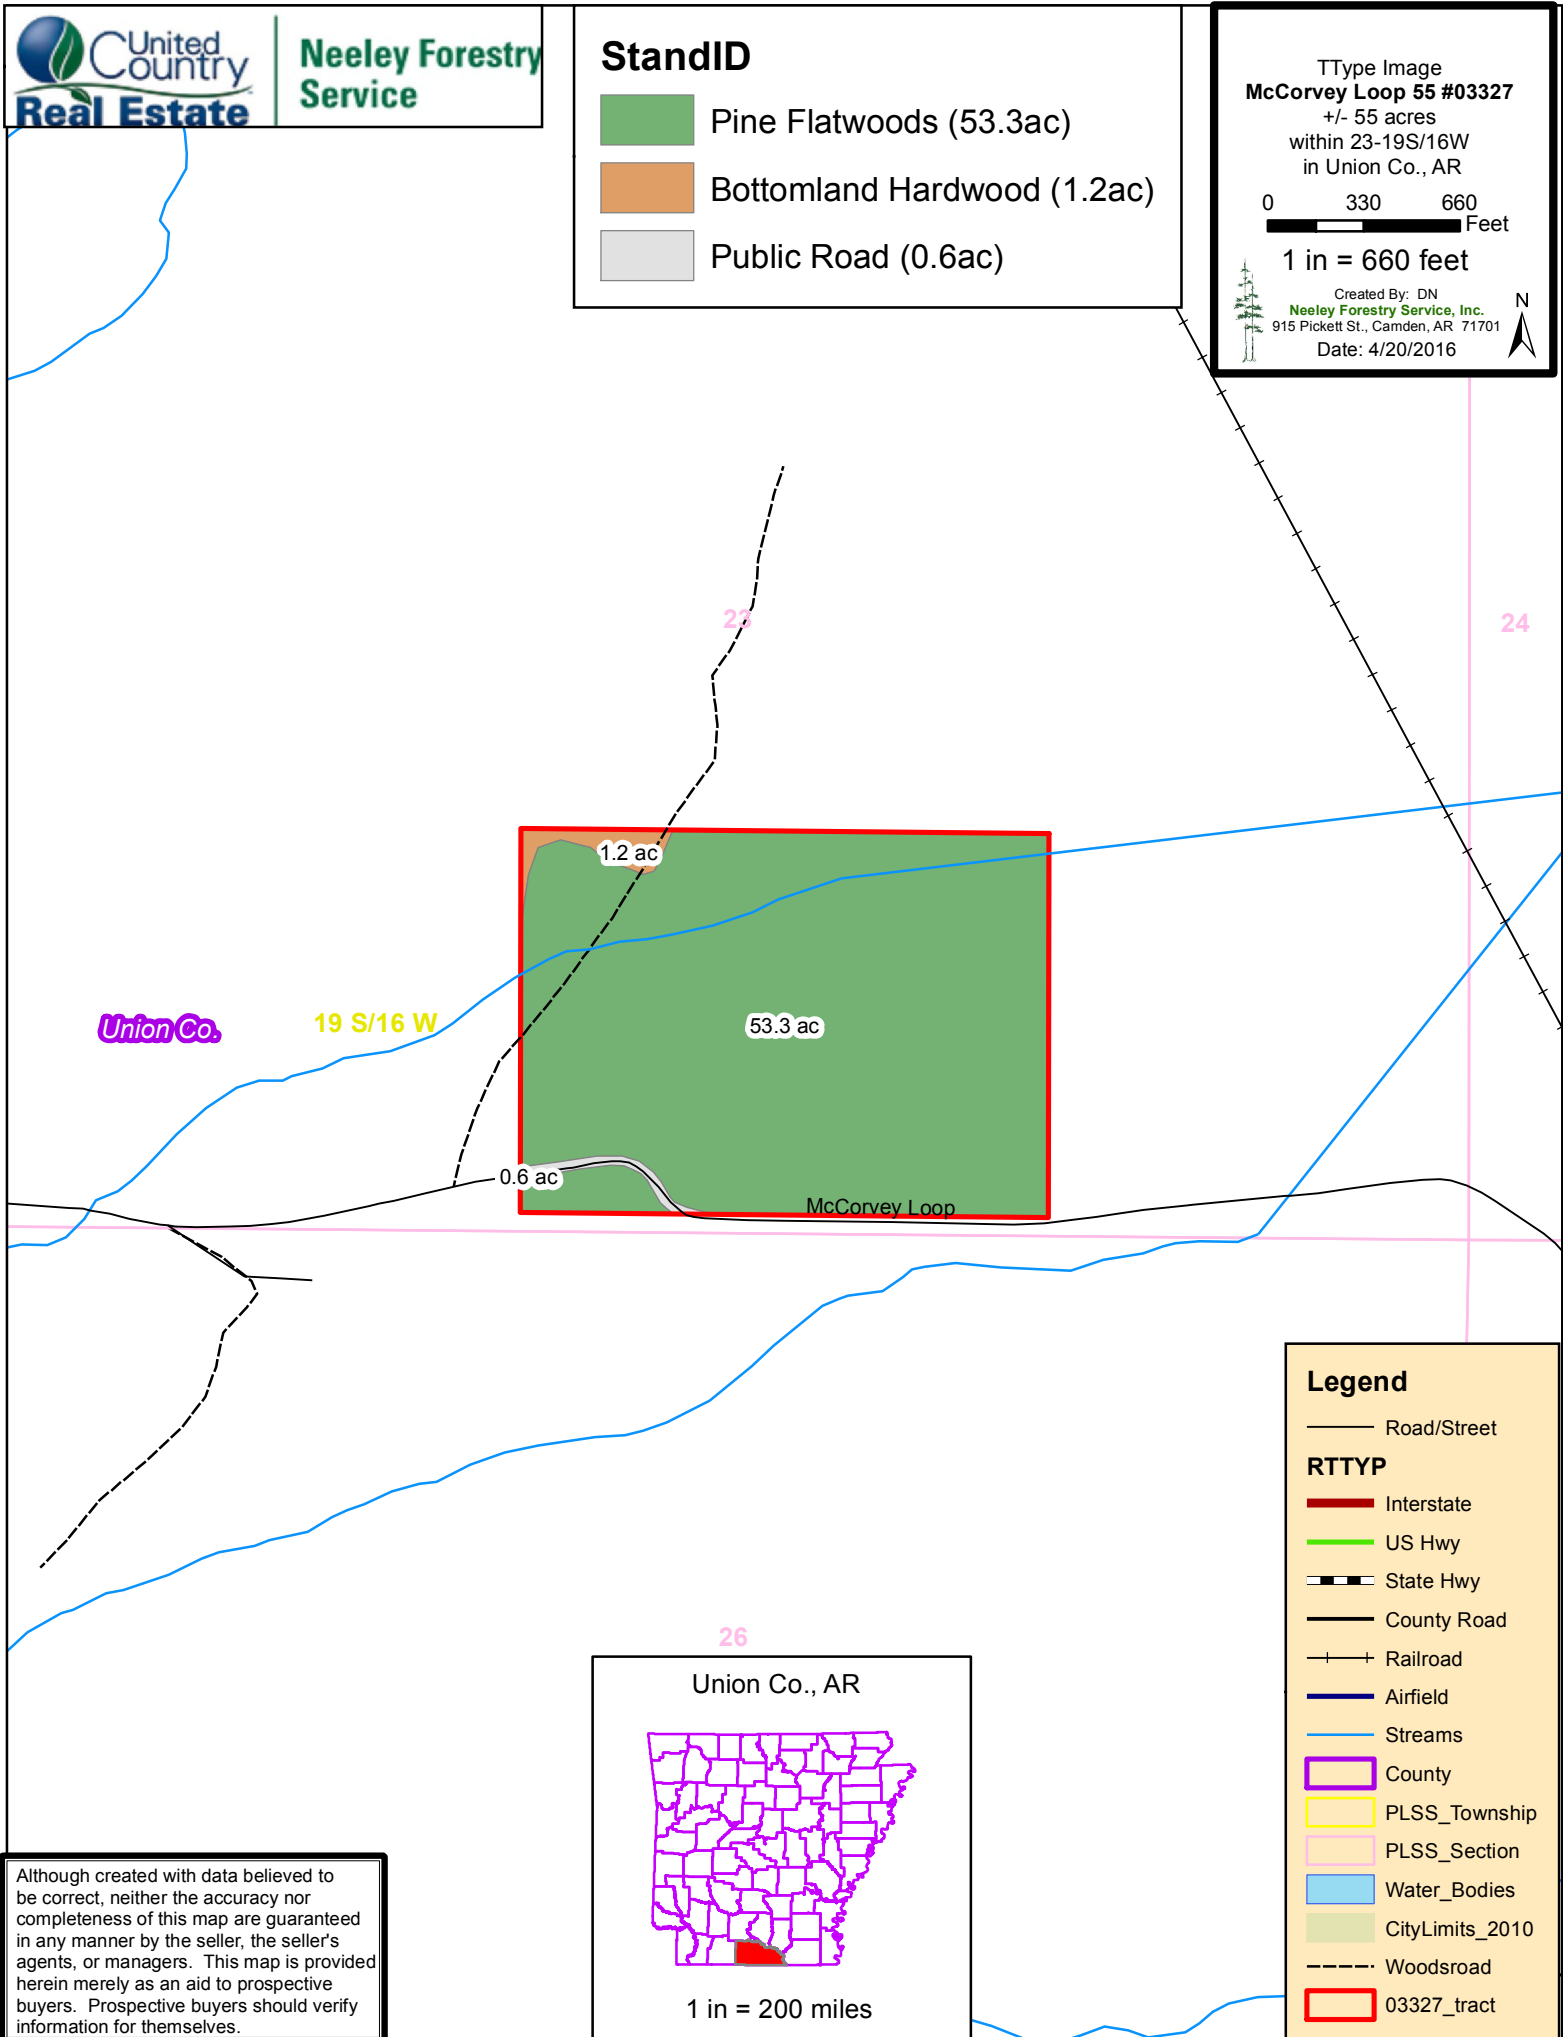 United
Country
Real Estate
Neeley Forestry
Service
StandID
Pine Flatwoods (53.3ac)
Bottomland Hardwood (1.2ac)
Public Road (0.6ac)
TType Image
McCorvey Loop 55 #03327
+/- 55 acres
within 23-19S/16W
in Union Co., AR
0 330 660
Feet
1 in = 660 feet
Created By: DN
Neeley Forestry Service, Inc.
915 Pickett St., Camden, AR 71701
Date: 4/20/2016
N
23
24
1.2 ac
Union Co.
19 S/16 W
53.3 ac
0.6 ac
McCorvey Loop
26
Legend
Road/Street
RTTYP
Interstate
US Hwy
State Hwy
County Road
Railroad
Airfield
Streams
County
PLSS_Township
PLSS_Section
Water_Bodies
CityLimits_2010
Woodsroad
03327_tract
Union Co., AR
1 in = 200 miles
Although created with data believed to
be correct, neither the accuracy nor
completeness of this map are guaranteed
in any manner by the seller, the seller's
agents, or managers. This map is provided
herein merely as an aid to prospective
buyers. Prospective buyers should verify
information for themselves.